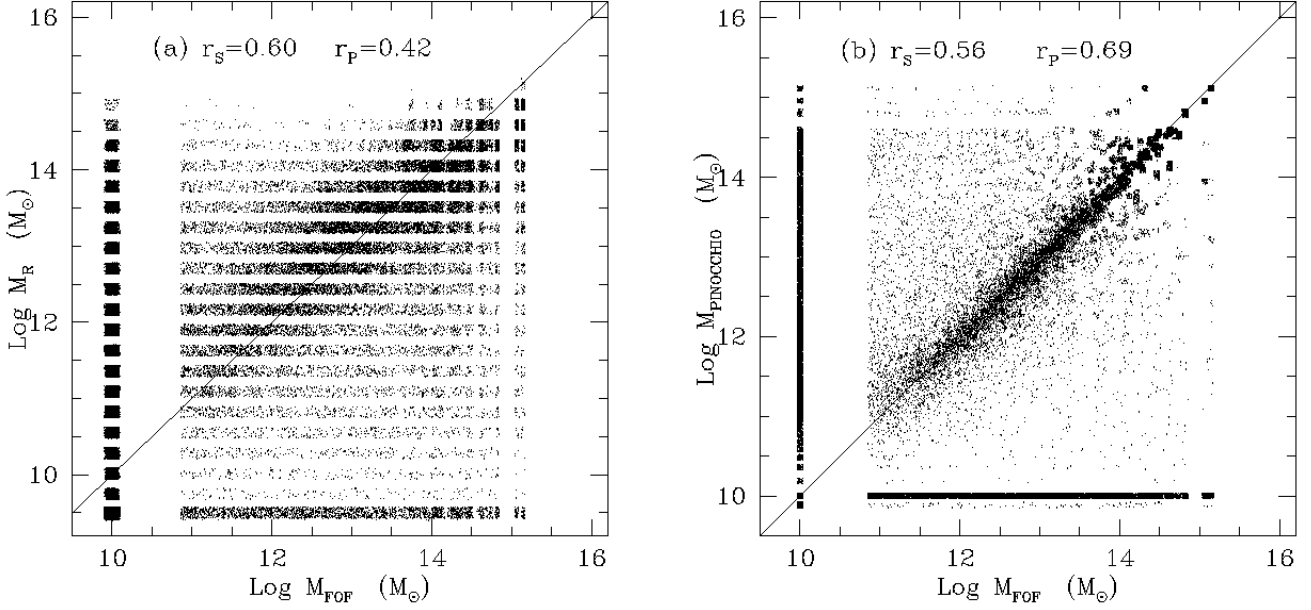 (a) r_S=0.60 r_P=0.42
16
14
12
10
Log M_R (M_⊙)
10 12 14 16
Log M_FOF (M_⊙)
(b) r_S=0.56 r_P=0.69
16
14
12
10
Log M_PINOCCHIO (M_⊙)
10 12 14 16
Log M_FOF (M_⊙)